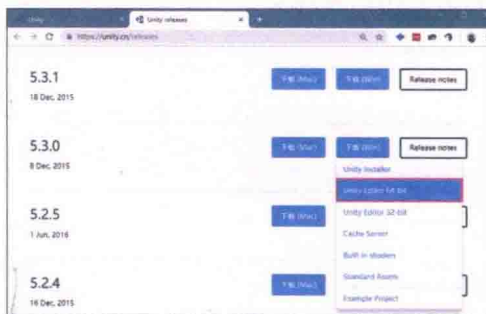 Unity
Unity releases
https://unity.cn/releases
5.3.1
18 Dec, 2015
下载 (Mac)
下载 (Win)
Release notes
5.3.0
8 Dec, 2015
下载 (Mac)
下载 (Win)
Release notes
Unity Installer
Unity Editor 64-bit
5.2.5
1 Jun, 2016
下载 (Mac)
Unity Editor 32-bit
Cache Server
Built in shaders
5.2.4
16 Dec, 2015
下载 (Mac)
Standard Assets
Example Project